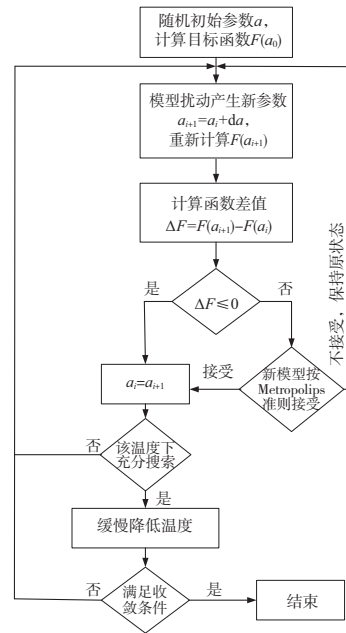 随机初始参数a，
计算目标函数F(a₀)
模型扰动产生新参数
aᵢ₊₁=aᵢ+da,
重新计算F(aᵢ₊₁)
计算函数差值
ΔF=F(aᵢ₊₁)−F(aᵢ)
ΔF≤0
是
否
不接受，保持原状态
新模型按
Metropolips
准则接受
接受
aᵢ=aᵢ₊₁
该温度下
充分搜索
否
是
缓慢降低温度
满足收
敛条件
否
是
结束